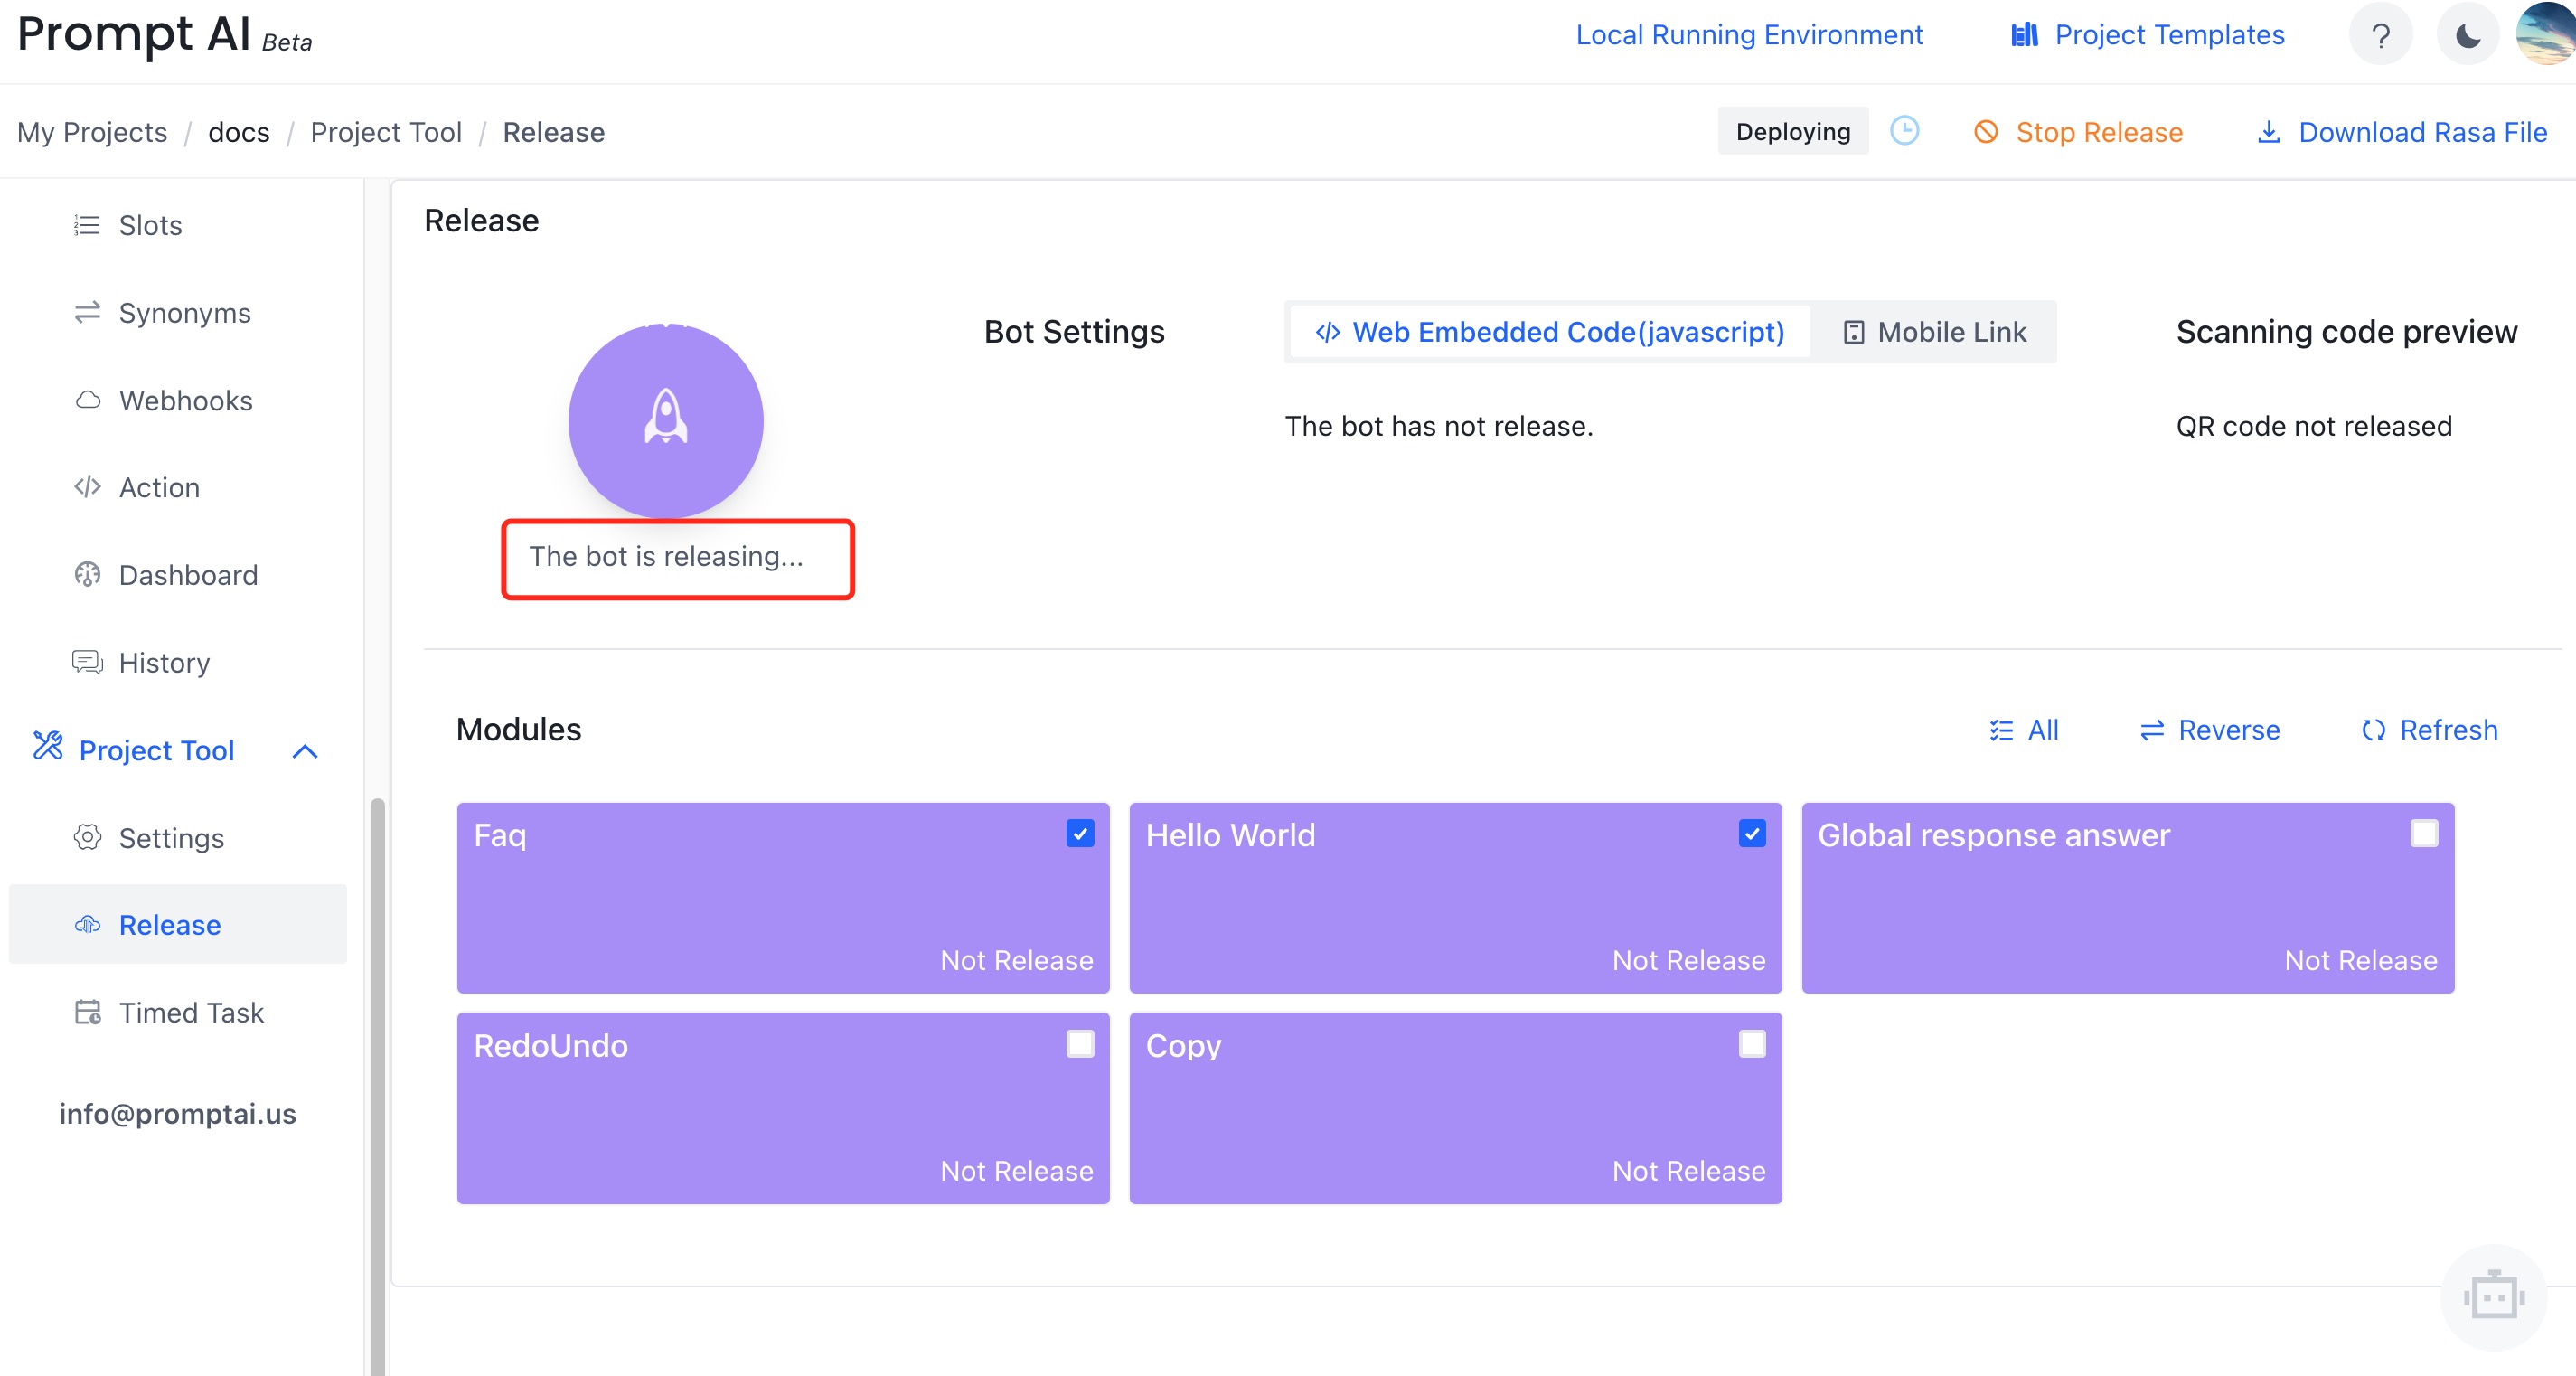 Prompt AI Beta
Local Running Environment
Project Templates
?
My Projects / docs / Project Tool / Release
Deploying
Stop Release
Download Rasa File
Slots
Synonyms
Webhooks
Action
Dashboard
History
Project Tool
Settings
Release
Timed Task
info@promptai.us
Release
The bot is releasing...
Bot Settings
</> Web Embedded Code(javascript)
Mobile Link
The bot has not release.
Scanning code preview
QR code not released
Modules
All
Reverse
Refresh
Faq
Not Release
Hello World
Not Release
Global response answer
Not Release
RedoUndo
Not Release
Copy
Not Release